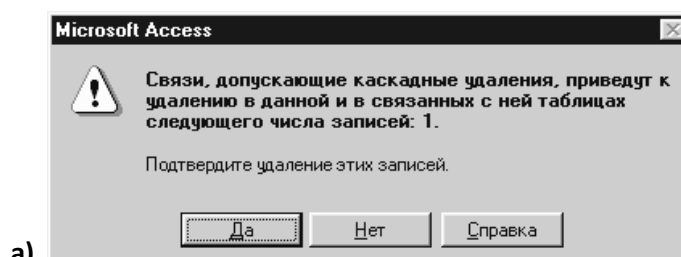 Microsoft Access
Связи, допускающие каскадные удаления, приведут к
удалению в данной и в связанных с ней таблицах
следующего числа записей: 1.
Подтвердите удаление этих записей.
Да Нет Справка
а)